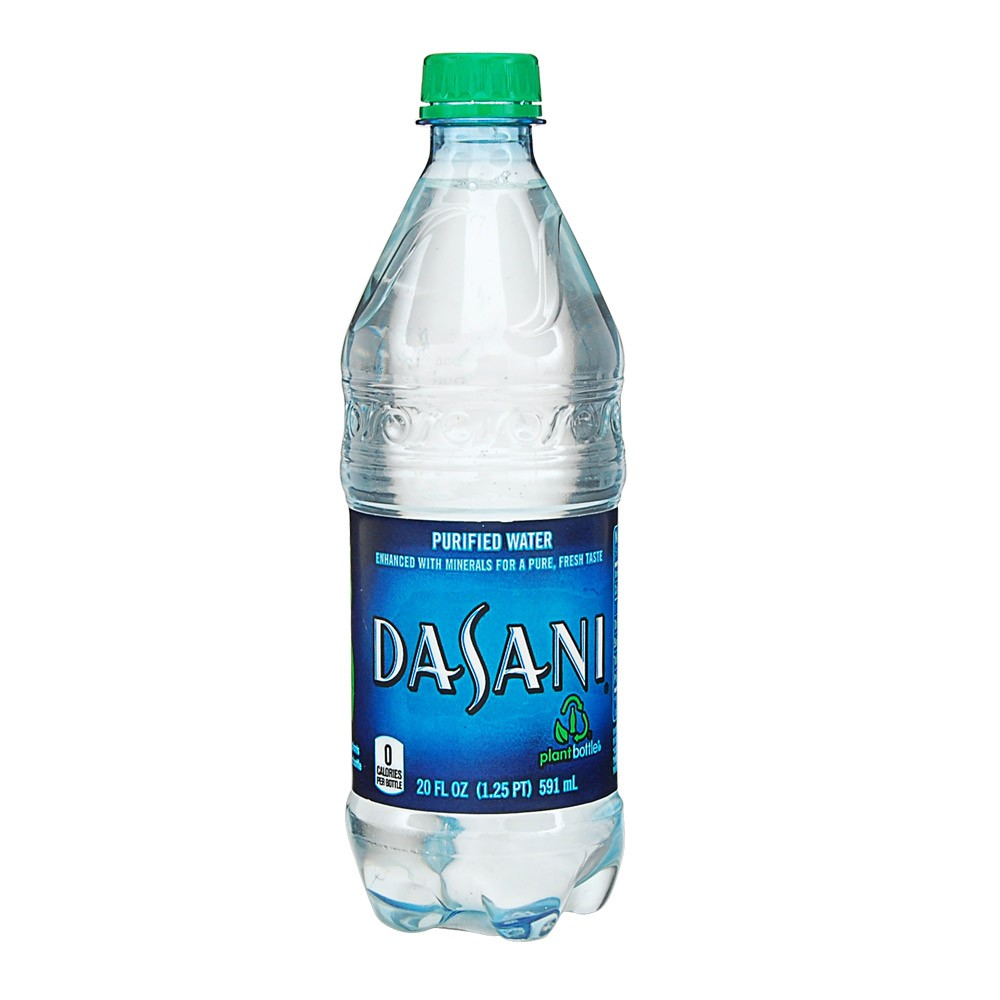 PURIFIED WATER
ENHANCED WITH MINERALS FOR A PURE, FRESH TASTE
DASANI
plantbottle
0
CALORIES
PER BOTTLE
20 FL OZ (1.25 PT) 591 mL